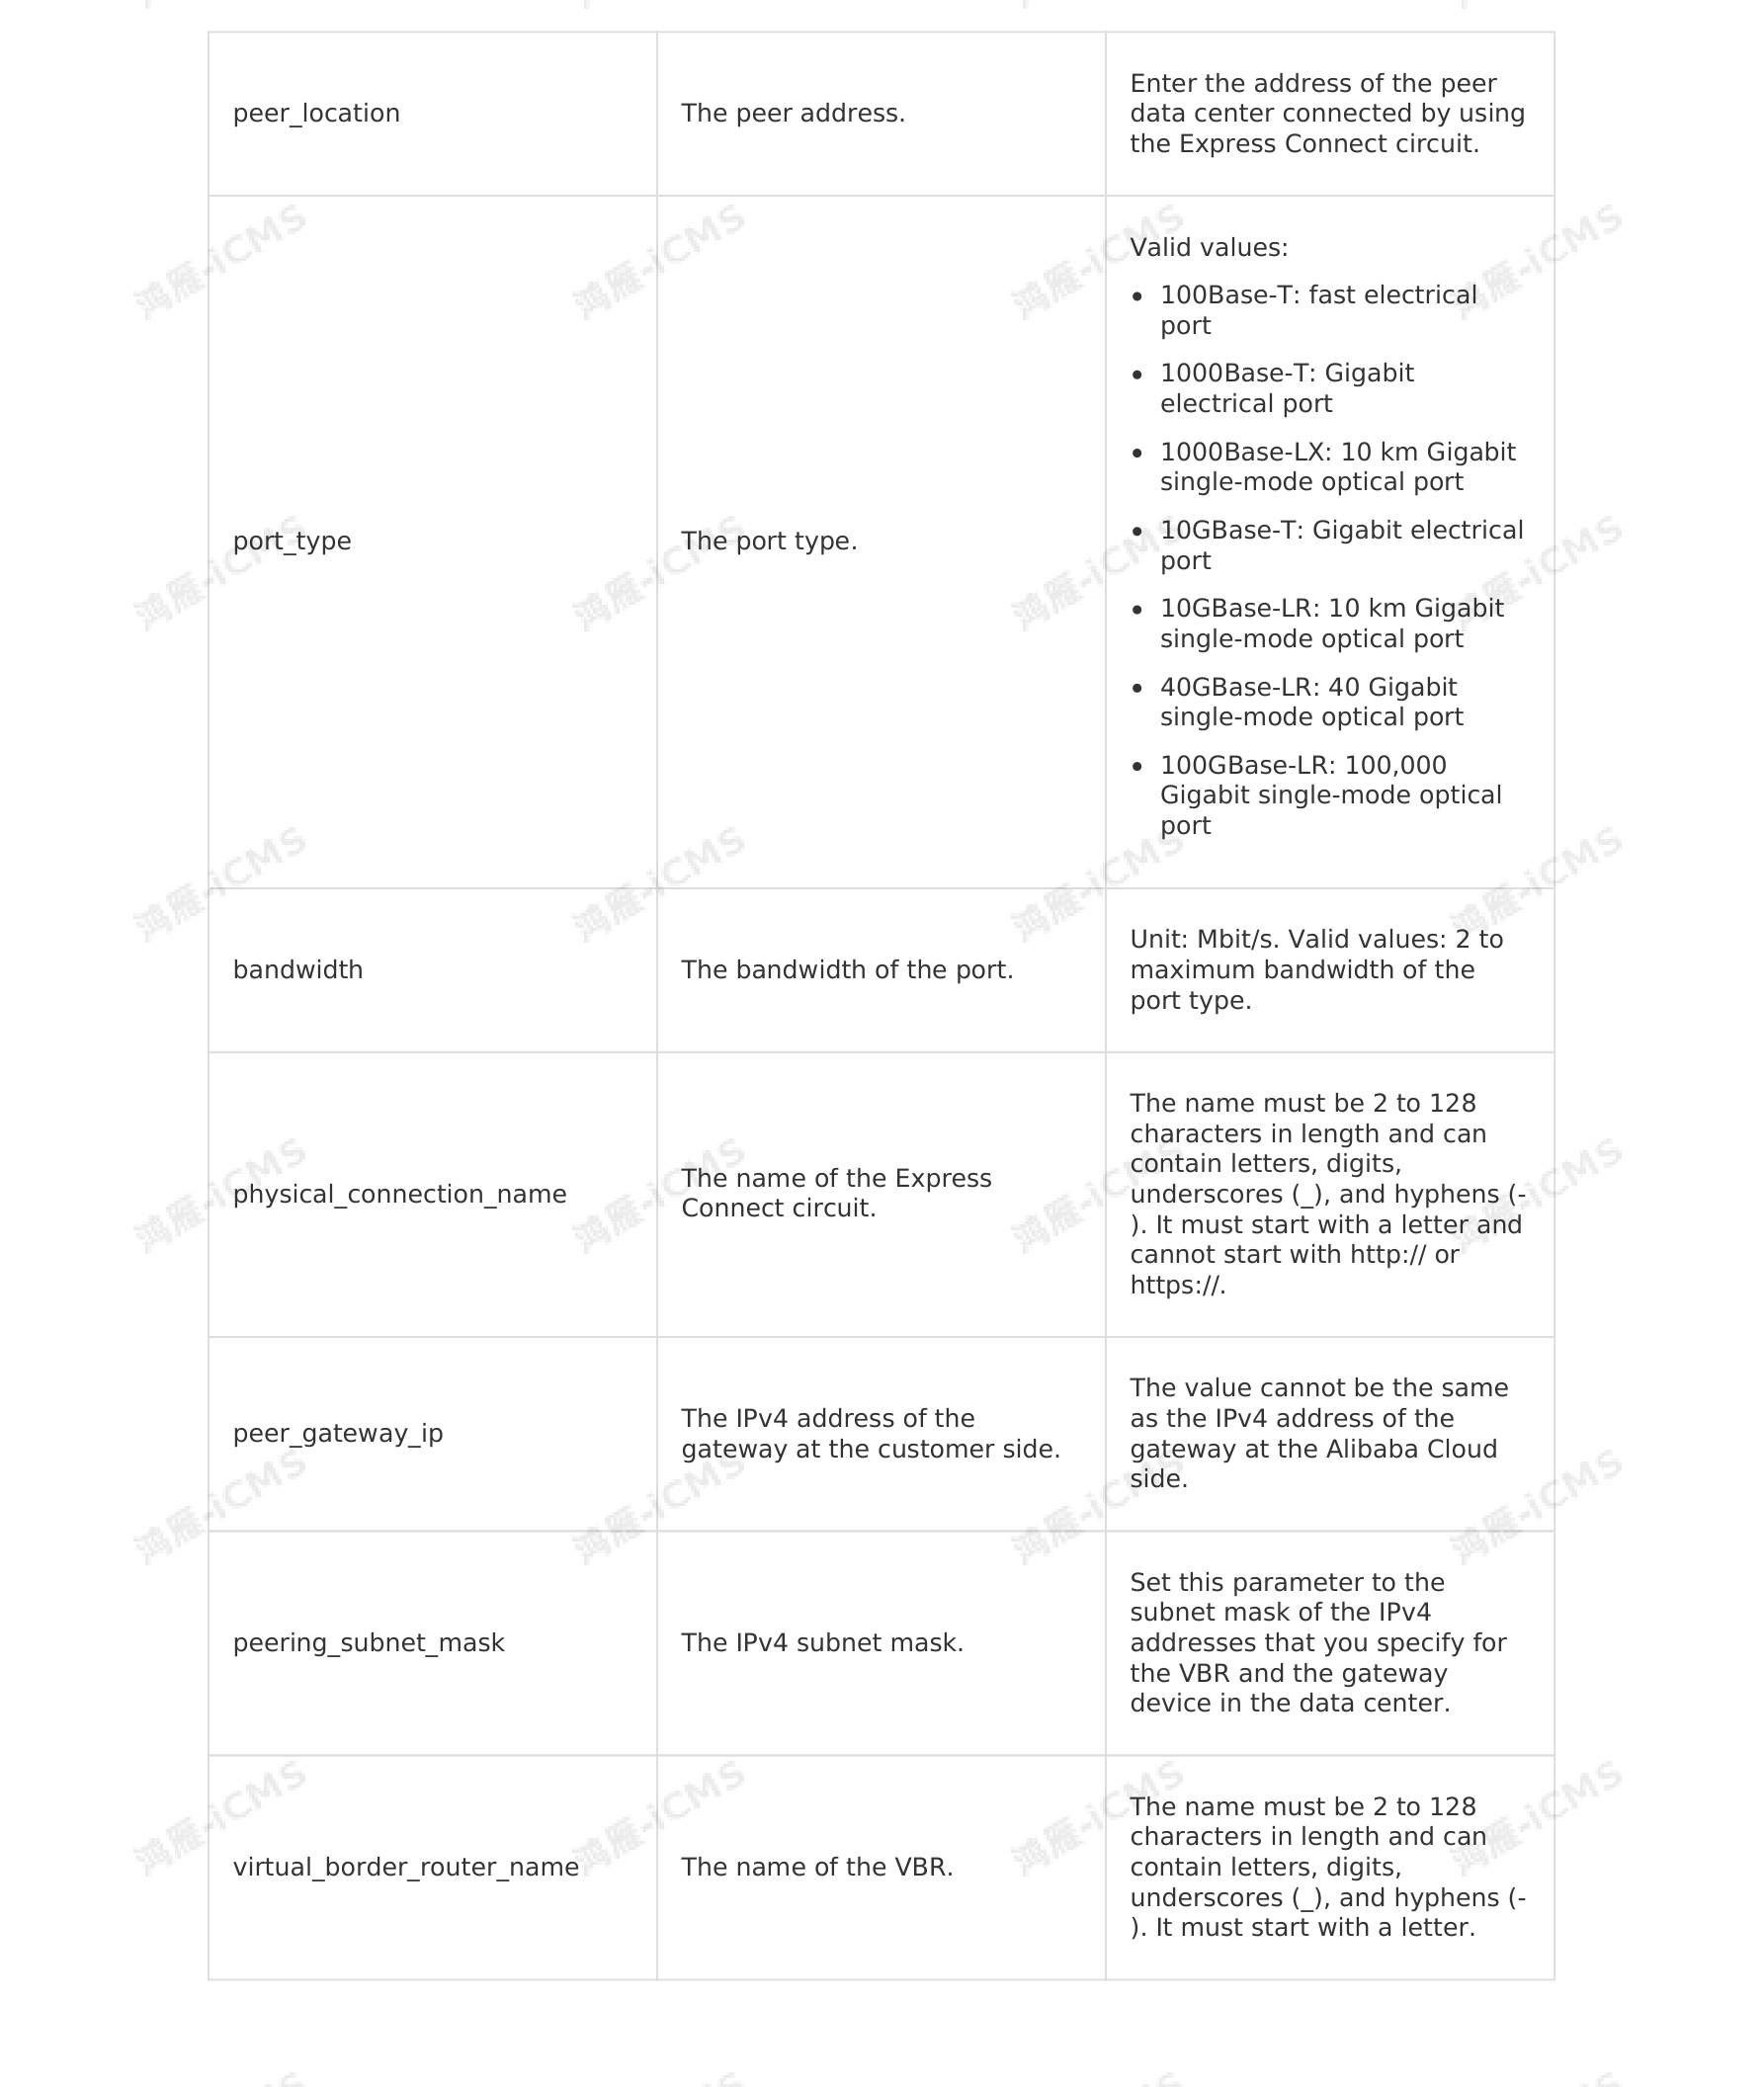 peer_location
The peer address.
Enter the address of the peer
data center connected by using
the Express Connect circuit.
port_type
The port type.
Valid values:
• 100Base-T: fast electrical
port
• 1000Base-T: Gigabit
electrical port
• 1000Base-LX: 10 km Gigabit
single-mode optical port
• 10GBase-T: Gigabit electrical
port
• 10GBase-LR: 10 km Gigabit
single-mode optical port
• 40GBase-LR: 40 Gigabit
single-mode optical port
• 100GBase-LR: 100,000
Gigabit single-mode optical
port
bandwidth
The bandwidth of the port.
Unit: Mbit/s. Valid values: 2 to
maximum bandwidth of the
port type.
physical_connection_name
The name of the Express
Connect circuit.
The name must be 2 to 128
characters in length and can
contain letters, digits,
underscores (_), and hyphens (-
). It must start with a letter and
cannot start with http:// or
https://.
peer_gateway_ip
The IPv4 address of the
gateway at the customer side.
The value cannot be the same
as the IPv4 address of the
gateway at the Alibaba Cloud
side.
peering_subnet_mask
The IPv4 subnet mask.
Set this parameter to the
subnet mask of the IPv4
addresses that you specify for
the VBR and the gateway
device in the data center.
virtual_border_router_name
The name of the VBR.
The name must be 2 to 128
characters in length and can
contain letters, digits,
underscores (_), and hyphens (-
). It must start with a letter.
鸿雁-iCMS